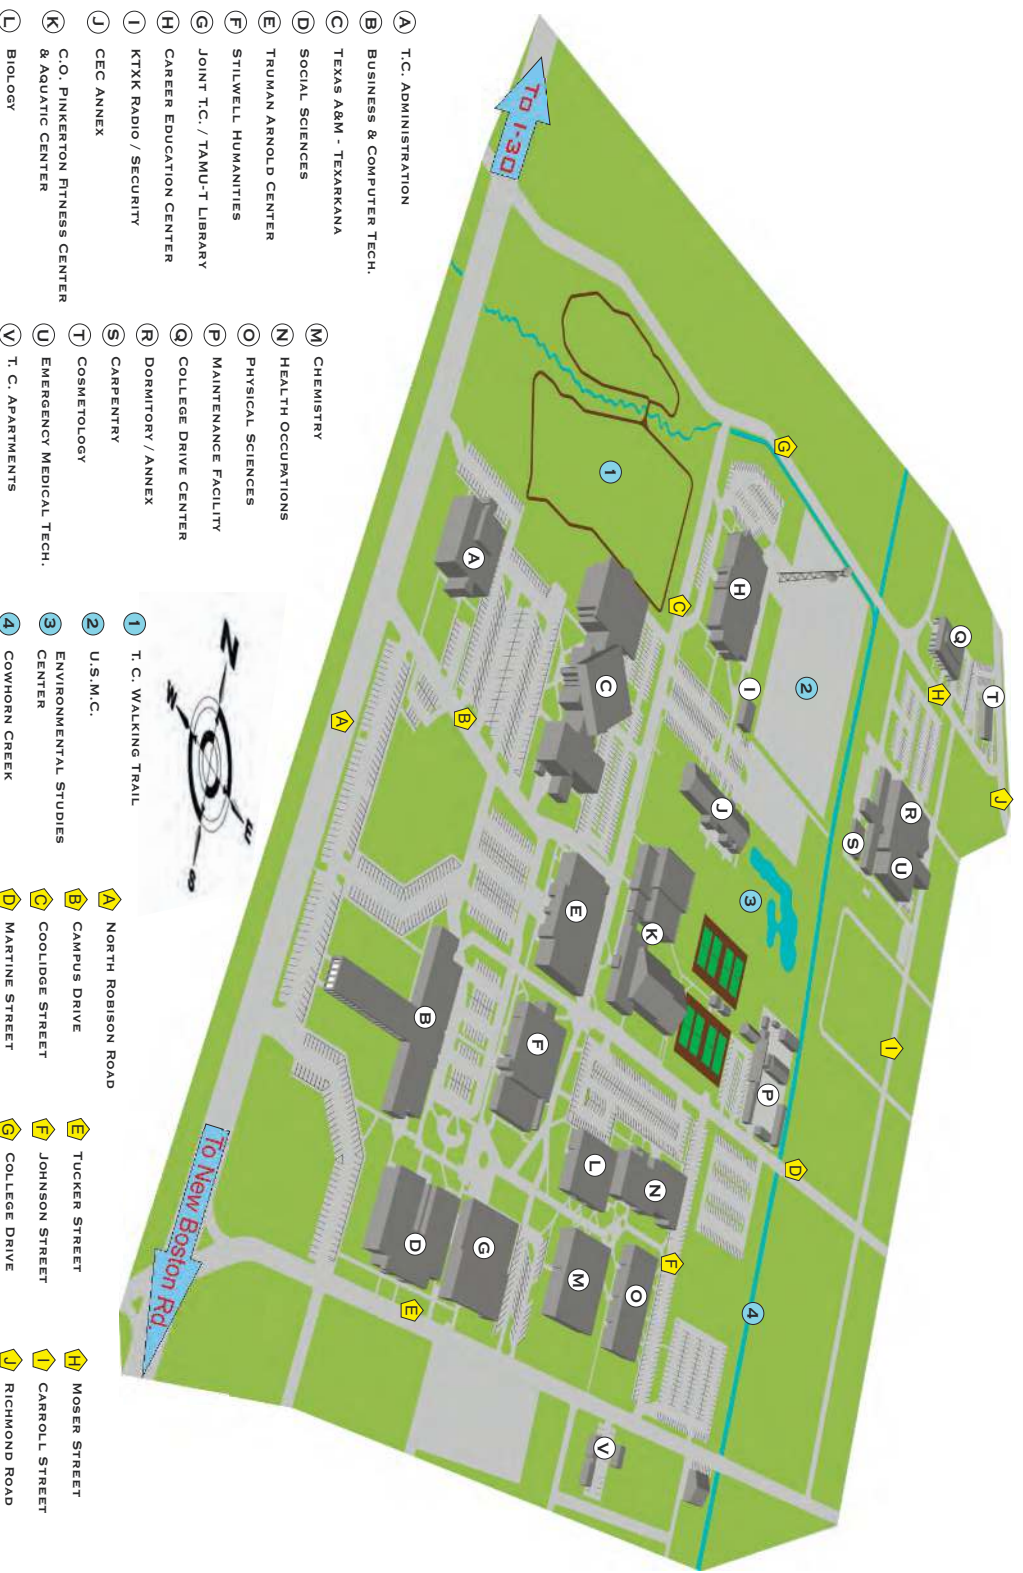 A T.C. ADMINISTRATION
B BUSINESS & COMPUTER TECH.
C TEXAS A&M - TEXARKANA
D SOCIAL SCIENCES
E TRUMAN ARNOLD CENTER
F STILWELL HUMANITIES
G JOINT T.C. / TAMU-T LIBRARY
H CAREER EDUCATION CENTER
I KTXK RADIO / SECURITY
J CEC ANNEX
K C.O. PINKERTON FITNESS CENTER
& AQUATIC CENTER
L BIOLOGY
M CHEMISTRY
N HEALTH OCCUPATIONS
O PHYSICAL SCIENCES
P MAINTENANCE FACILITY
Q COLLEGE DRIVE CENTER
R DORMITORY / ANNEX
S CARPENTRY
T COSMETOLOGY
U EMERGENCY MEDICAL TECH.
V T. C. APARTMENTS
1 T. C. WALKING TRAIL
2 U.S.M.C.
3 ENVIRONMENTAL STUDIES
CENTER
4 COWHORN CREEK
A NORTH ROBISON ROAD
B CAMPUS DRIVE
C COOLIDGE STREET
D MARTINE STREET
E TUCKER STREET
F JOHNSON STREET
G COLLEGE DRIVE
H MOSER STREET
I CARROLL STREET
J RICHMOND ROAD
To I-30
To New Boston Rd.
N
E
S
W
A
B
C
D
E
F
G
H
I
J
K
L
M
N
O
P
Q
R
S
T
U
V
1
2
3
4
A
B
C
D
E
F
G
H
I
J